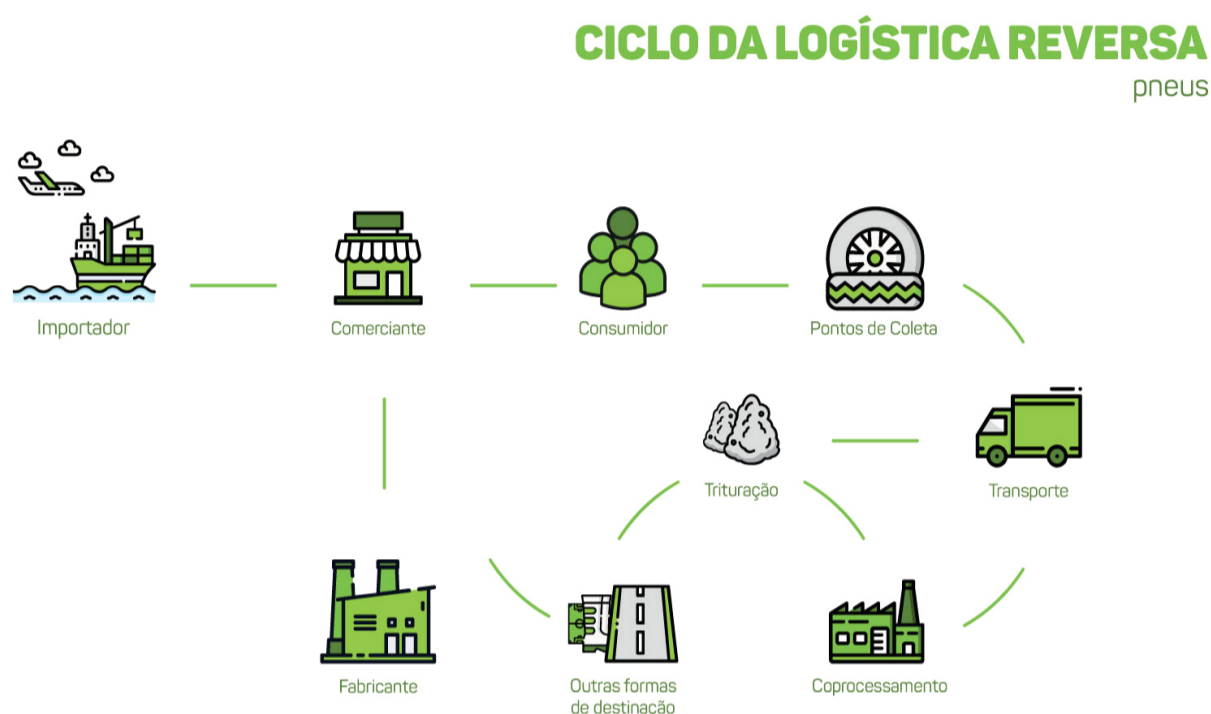 CICLO DA LOGÍSTICA REVERSA
pneus
Importador
Comerciante
Consumidor
Pontos de Coleta
Trituração
Transporte
Fabricante
Outras formas
de destinação
Coprocessamento